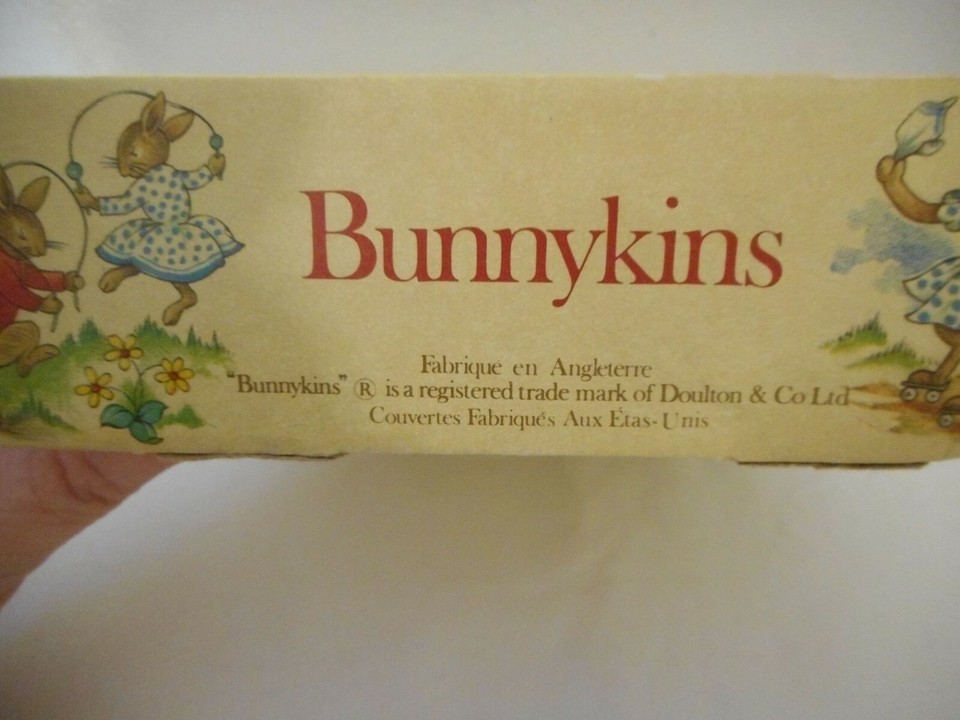 Bunnykins
Fabriqué en Angleterre
"Bunnykins" ® is a registered trade mark of Doulton & Co Ltd
Couvertes Fabriqués Aux Étas-Unis